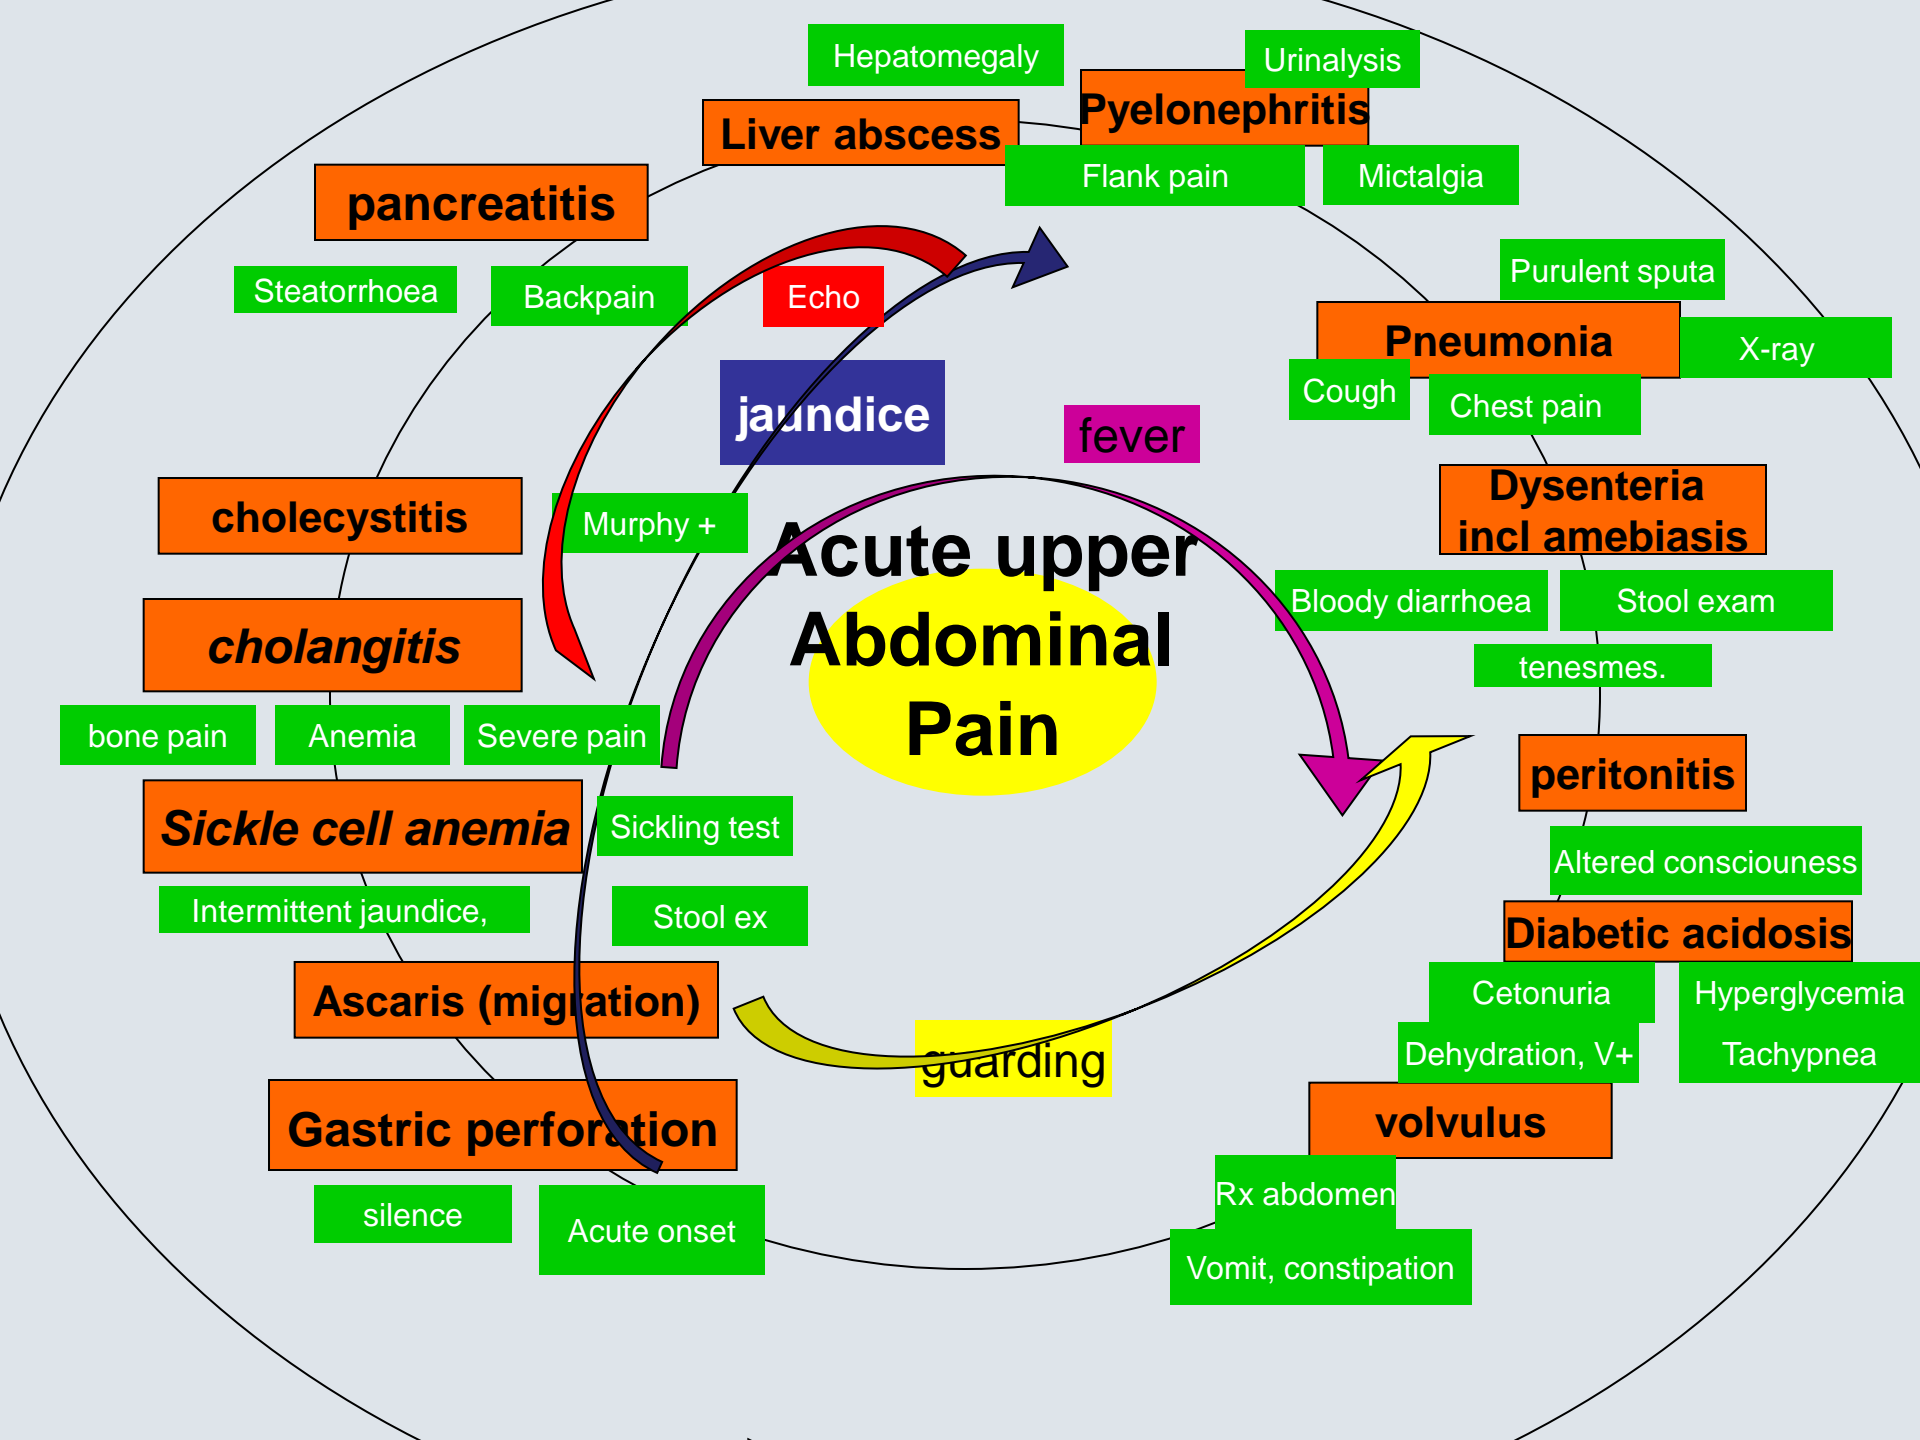 Hepatomegaly
Urinalysis
Pyelonephritis
Liver abscess
Flank pain
Mictalgia
pancreatitis
Steatorrhoea
Backpain
Echo
Purulent sputa
Pneumonia
X-ray
Cough
Chest pain
jaundice
fever
cholecystitis
Murphy +
Dysenteria
incl amebiasis
Acute upper
Abdominal
Pain
Bloody diarrhoea
Stool exam
tenesmes.
cholangitis
bone pain
Anemia
Severe pain
peritonitis
Sickle cell anemia
Sickling test
Altered consciouness
Intermittent jaundice,
Stool ex
Diabetic acidosis
Ascaris (migration)
Cetonuria
Hyperglycemia
guarding
Dehydration, V+
Tachypnea
Gastric perforation
volvulus
silence
Acute onset
Rx abdomen
Vomit, constipation